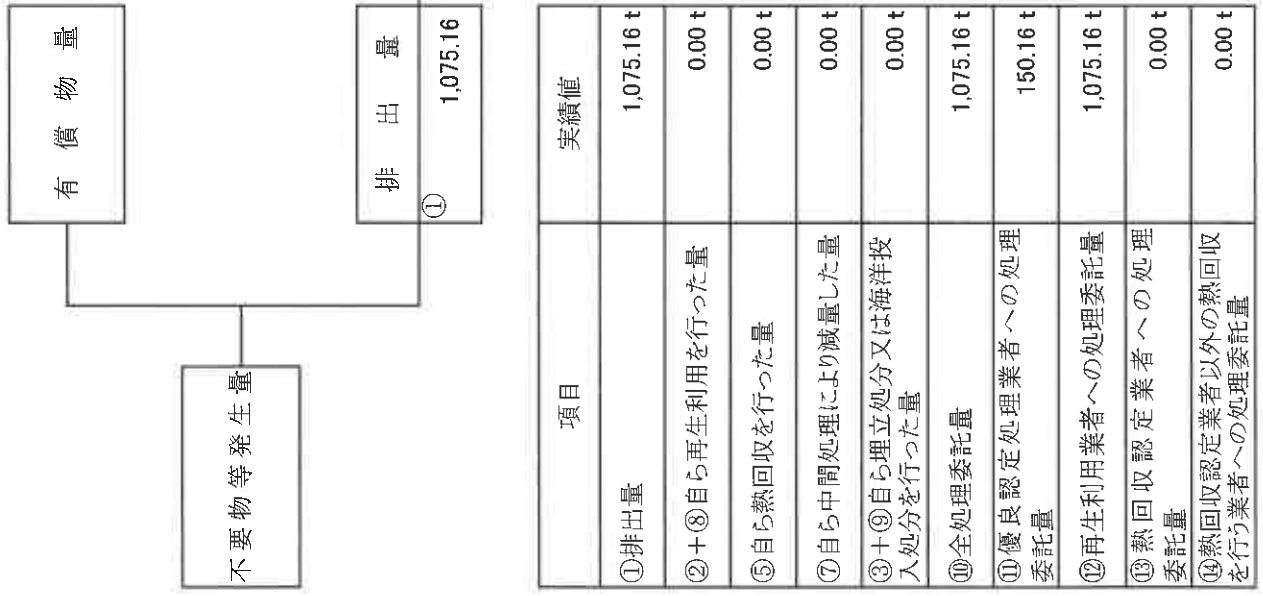 有償物量
不要物等発生量
排出量
①
1,075.16
項目 実績値
①排出量 1,075.16 t
②+⑧自ら再生利用を行った量 0.00 t
⑤自ら熱回収を行った量 0.00 t
⑦自ら中間処理により減量した量 0.00 t
③+⑨自ら埋立処分又は海洋投
入処分を行った量 0.00 t
⑩全処理委託量 1,075.16 t
⑪優良認定処理業者への処理
委託量 150.16 t
⑫再生利用業者への処理委託量 1,075.16 t
⑬熱回収認定業者への処理
委託量 0.00 t
⑭熱回収認定業者以外の熱回収
を行う業者への処理委託量 0.00 t